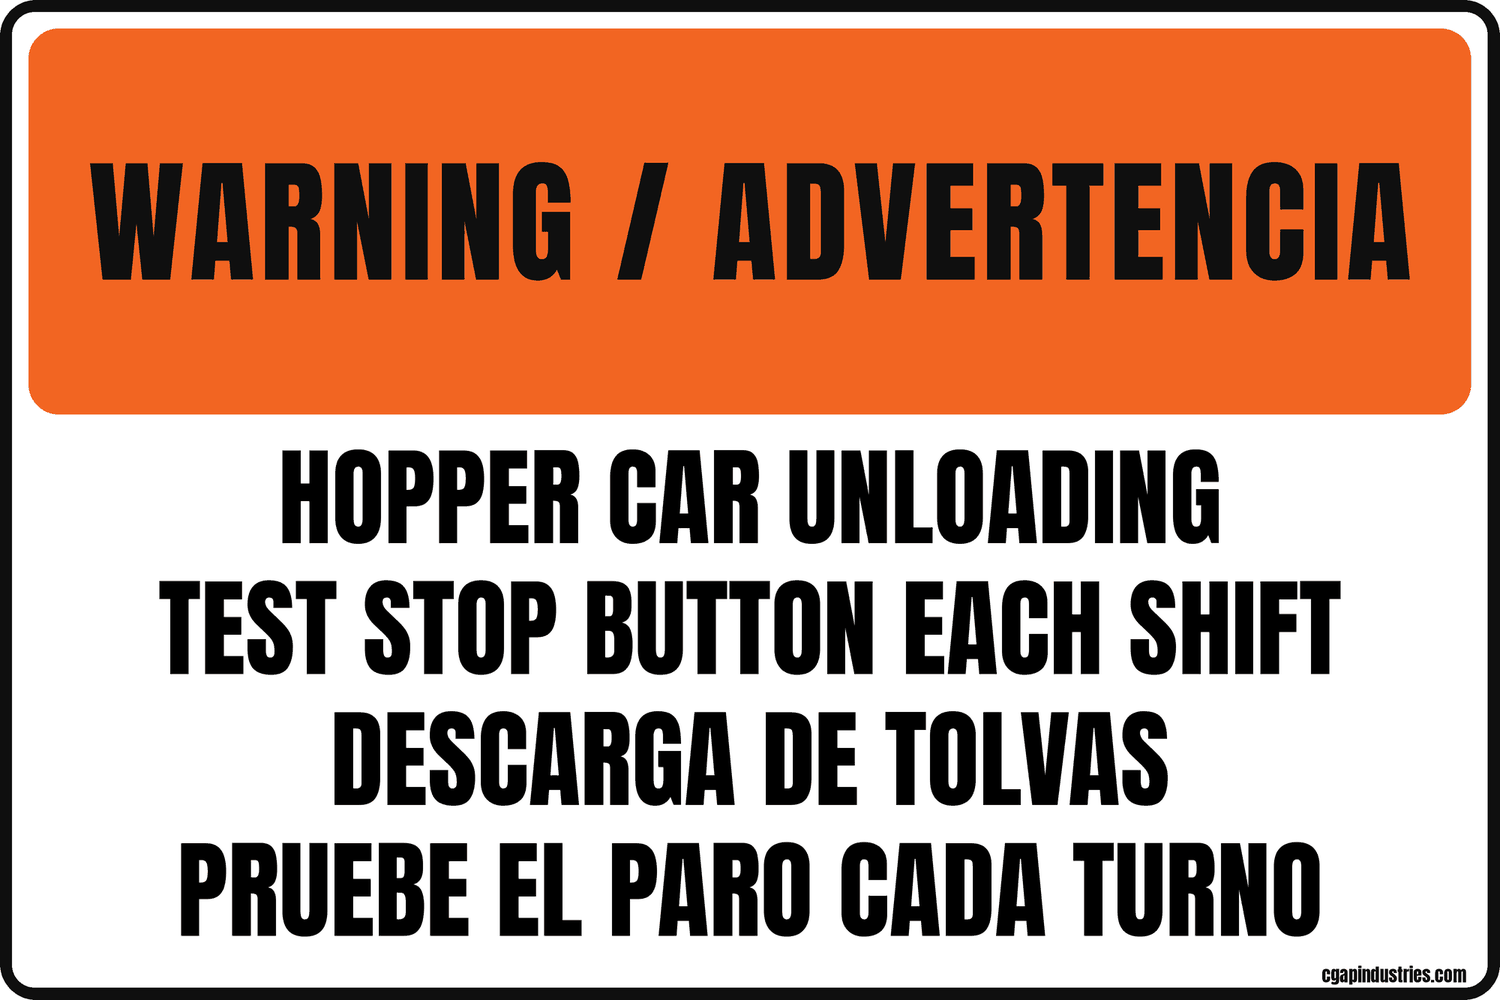 WARNING / ADVERTENCIA
HOPPER CAR UNLOADING
TEST STOP BUTTON EACH SHIFT
DESCARGA DE TOLVAS
PRUEBE EL PARO CADA TURNO
cgapindustries.com